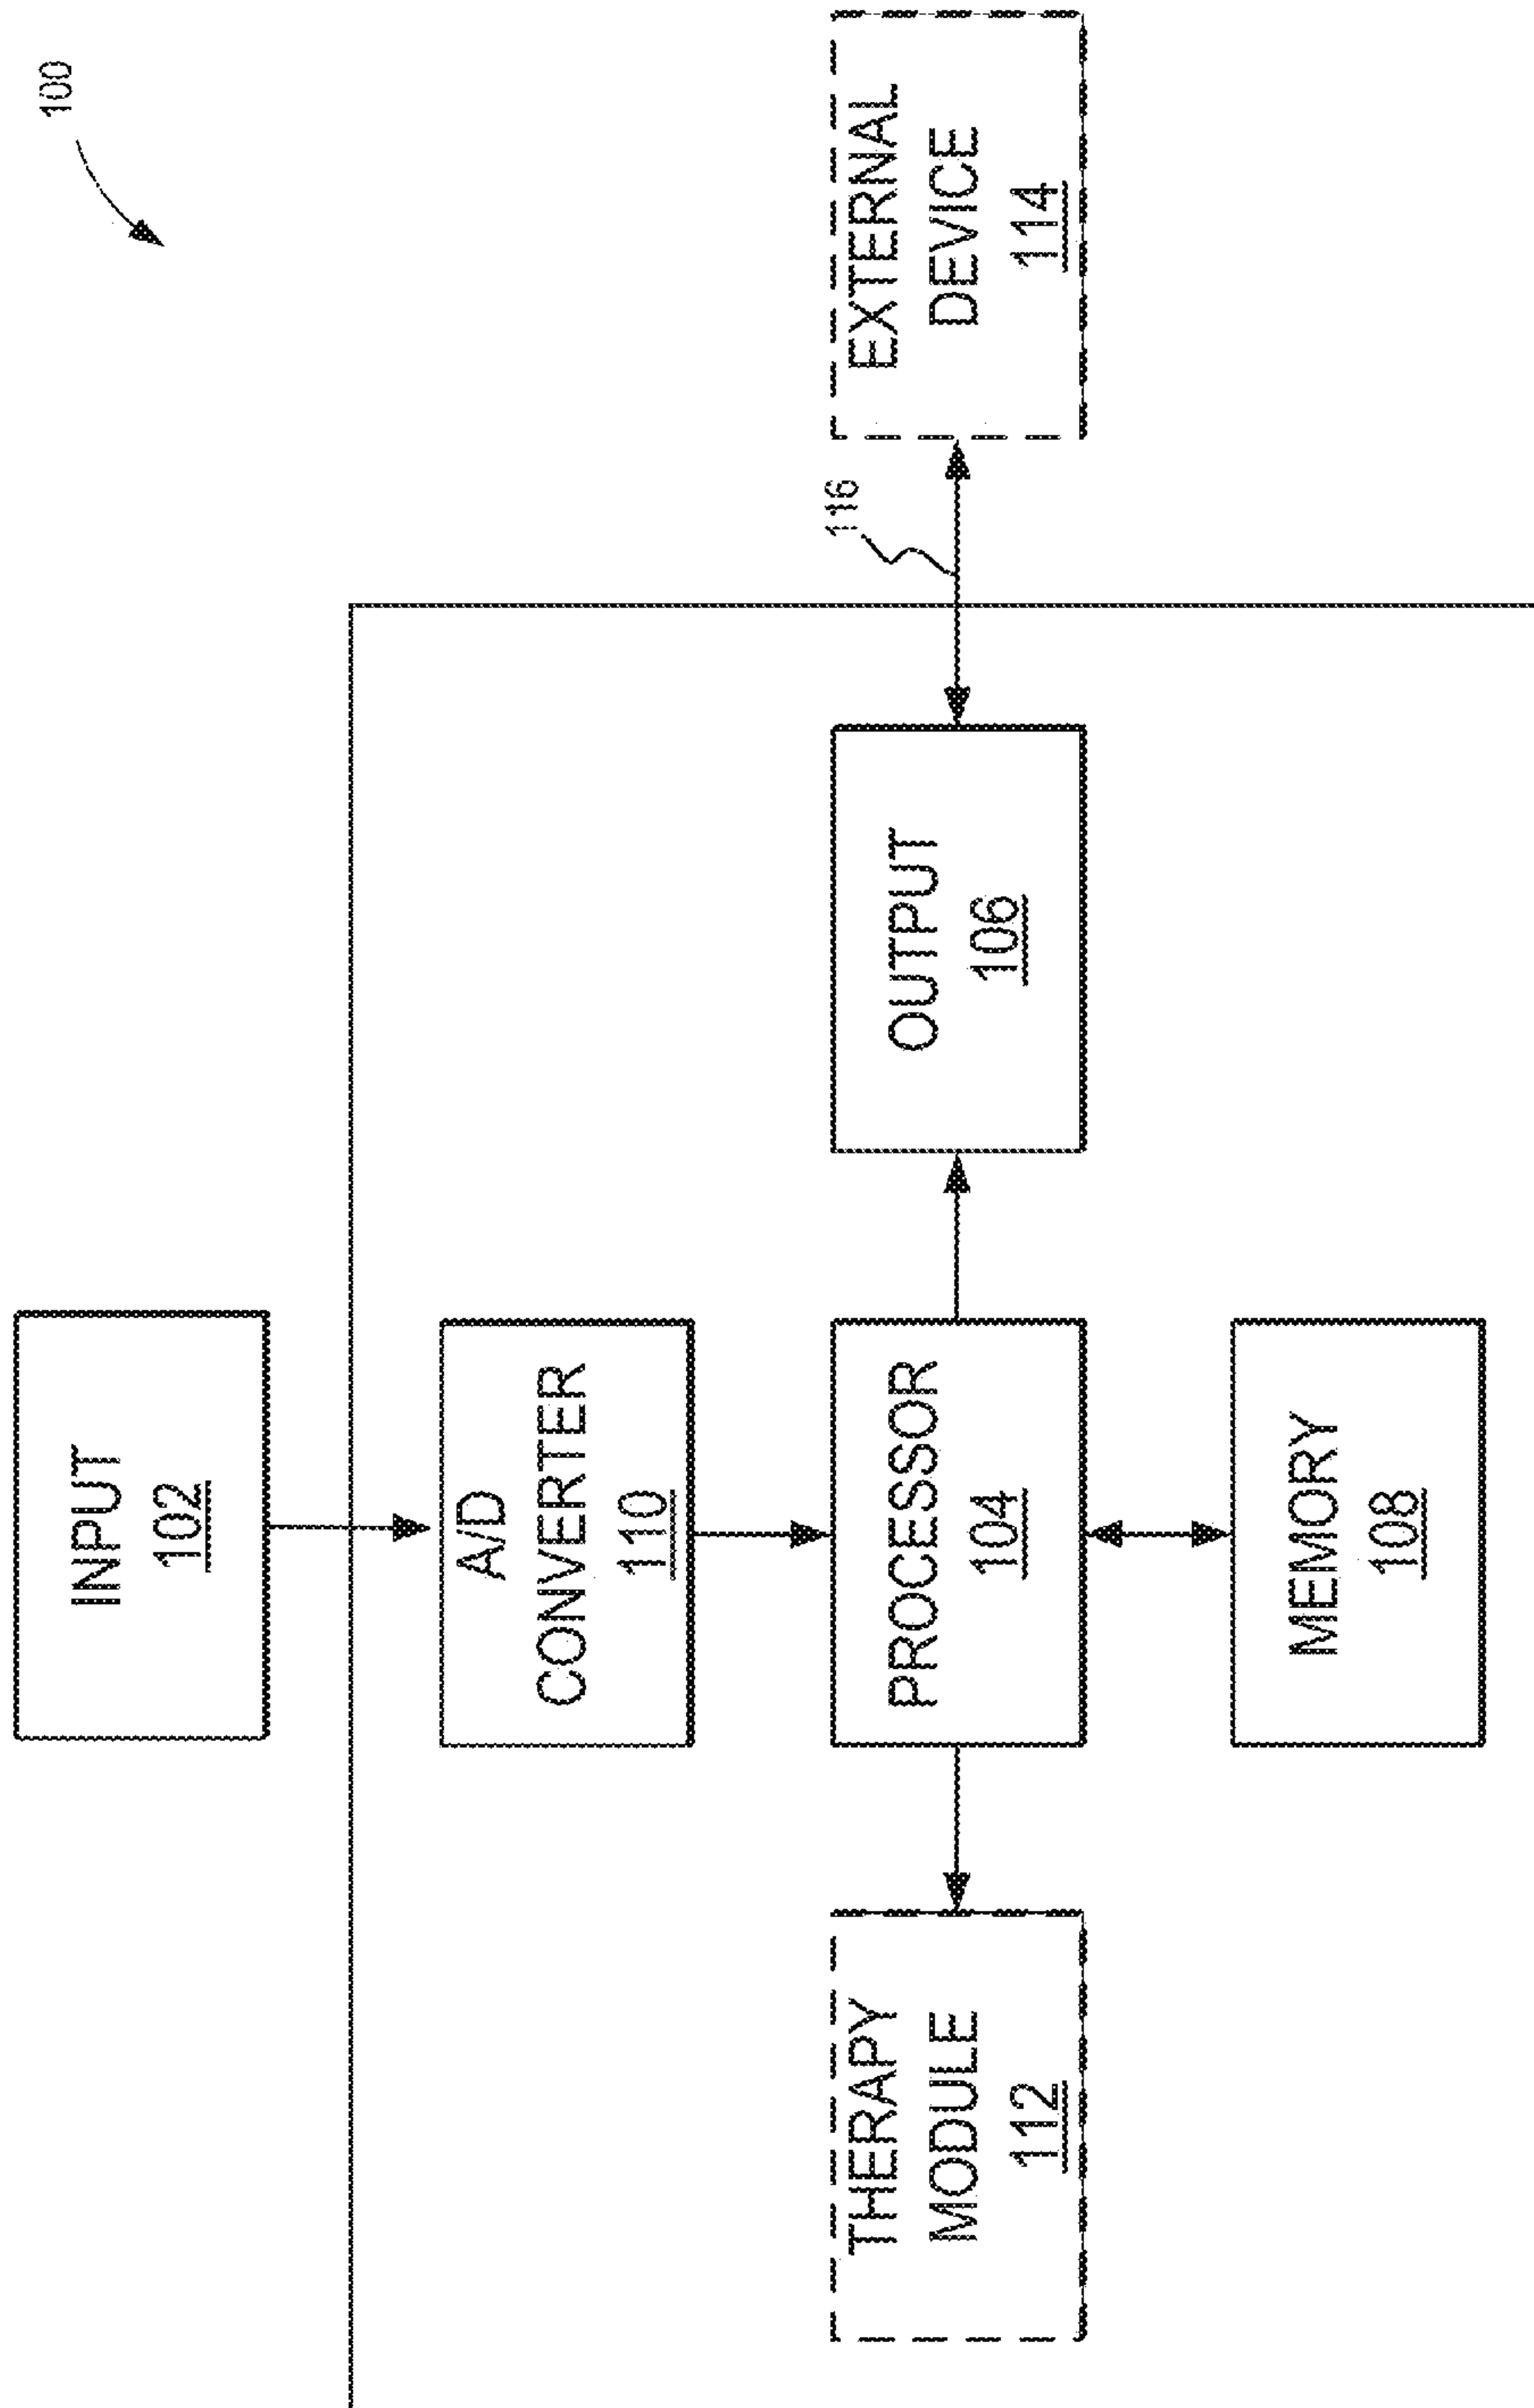 100
INPUT
102
A/D
CONVERTER
110
THERAPY
MODULE
112
PROCESSOR
104
OUTPUT
106
116
EXTERNAL
DEVICE
114
MEMORY
108